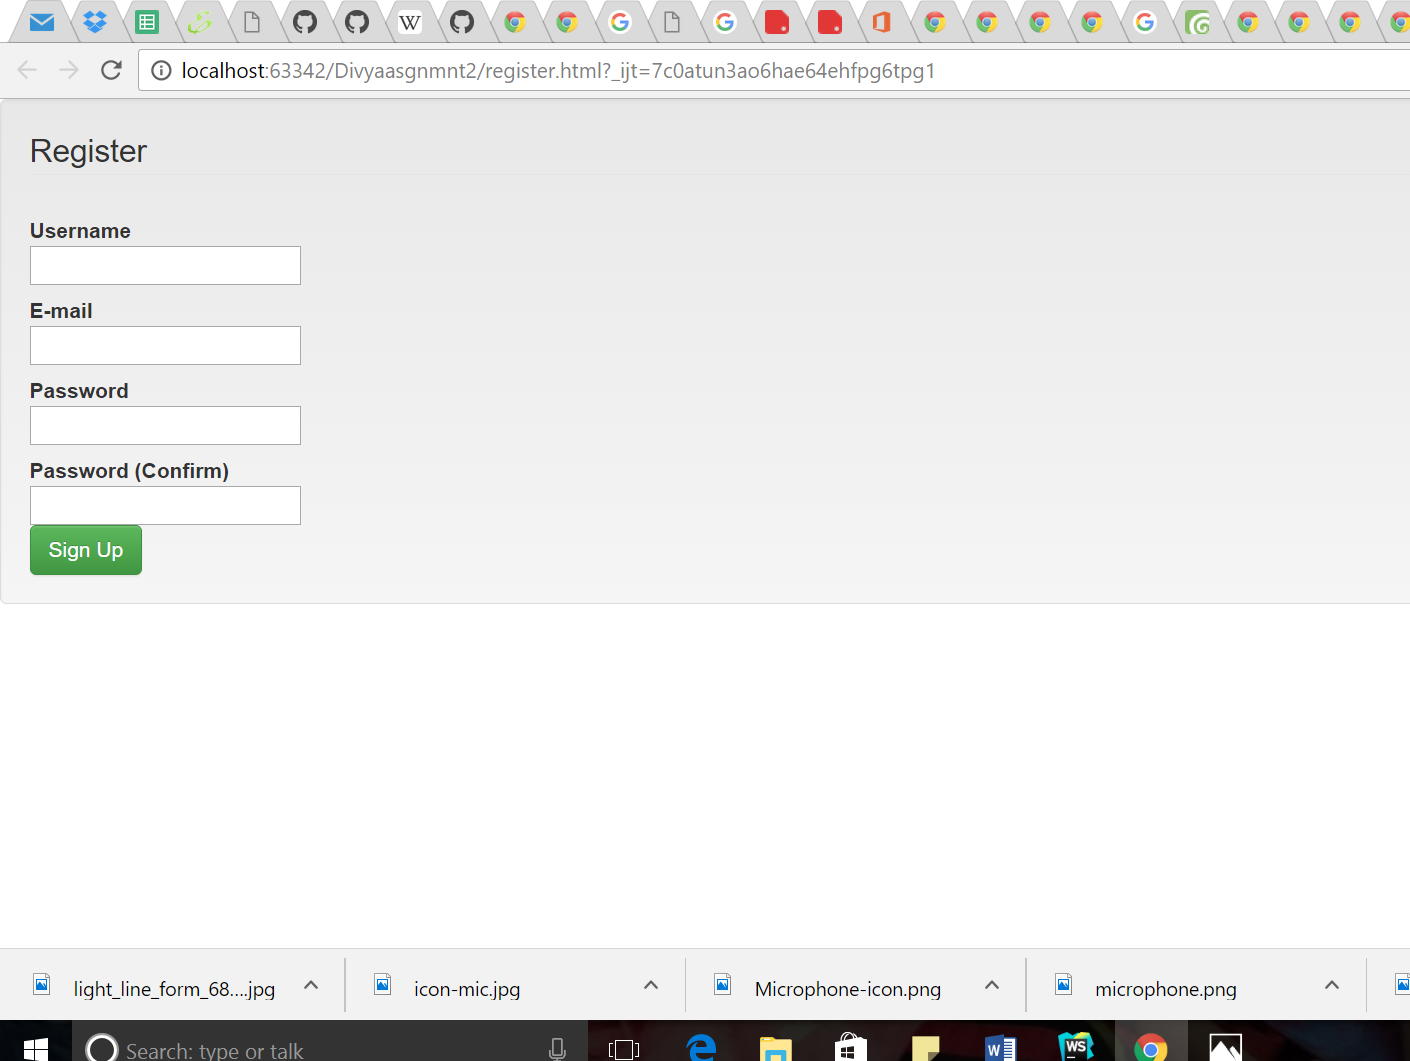 W
localhost:63342/Divyaasgnmnt2/register.html?_ijt=7c0atun3ao6hae64ehfpg6tpg1
Register
Username
E-mail
Password
Password (Confirm)
Sign Up
light_line_form_68....jpg
icon-mic.jpg
Microphone-icon.png
microphone.png
Search: type or talk
W
WS